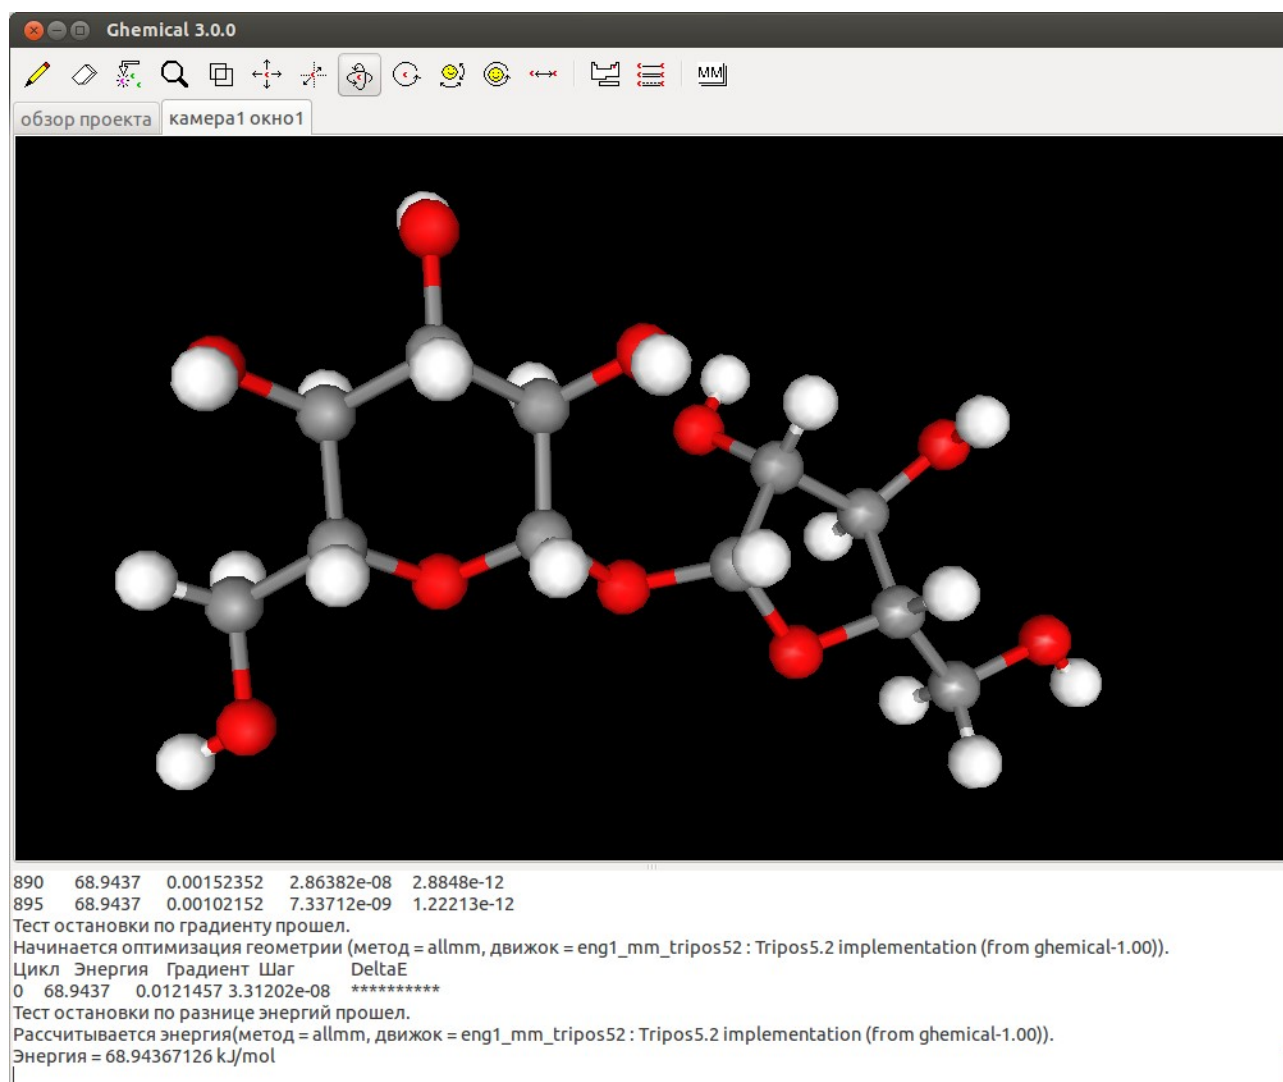 Ghemical 3.0.0
MM
обзор проекта камера1 окно1
890 68.9437 0.00152352 2.86382e-08 2.8848e-12
895 68.9437 0.00102152 7.33712e-09 1.22213e-12
Тест остановки по градиенту прошел.
Начинается оптимизация геометрии (метод = allmm, движок = eng1_mm_tripos52 : Tripos5.2 implementation (from ghemical-1.00)).
Цикл Энергия Градиент Шаг DeltaE
0 68.9437 0.0121457 3.31202e-08 **********
Тест остановки по разнице энергий прошел.
Рассчитывается энергия(метод = allmm, движок = eng1_mm_tripos52 : Tripos5.2 implementation (from ghemical-1.00)).
Энергия = 68.94367126 kJ/mol